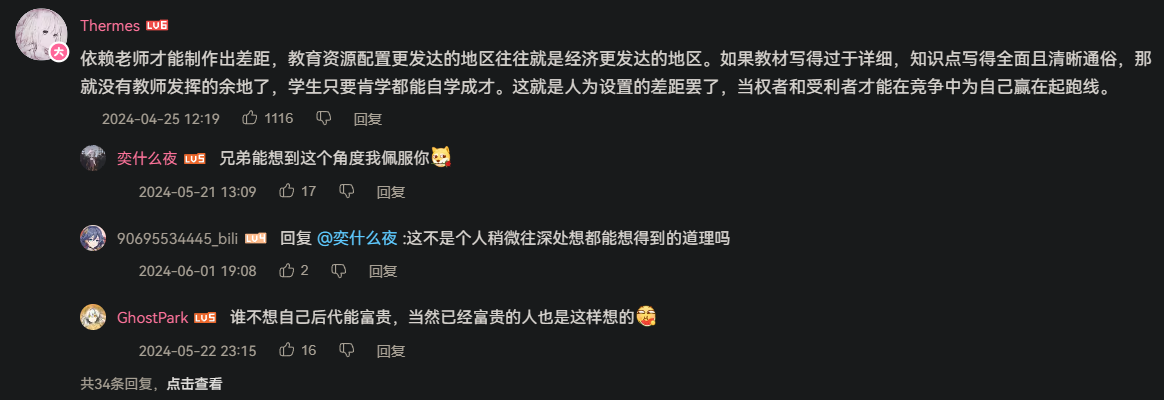 Thermes LV6
大
依赖老师才能制作出差距，教育资源配置更发达的地区往往就是经济更发达的地区。如果教材写得过于详细，知识点写得全面且清晰通俗，那
就没有教师发挥的余地了，学生只要肯学都能自学成才。这就是人为设置的差距罢了，当权者和受利者才能在竞争中为自己赢在起跑线。
2024-04-25 12:19 1116 回复
奕什么夜 LV5 兄弟能想到这个角度我佩服你
2024-05-21 13:09 17 回复
90695534445_bili LV4 回复 @奕什么夜 :这不是个人稍微往深处想都能想得到的道理吗
2024-06-01 19:08 2 回复
GhostPark LV5 谁不想自己后代能富贵，当然已经富贵的人也是这样想的
2024-05-22 23:15 16 回复
共34条回复，点击查看